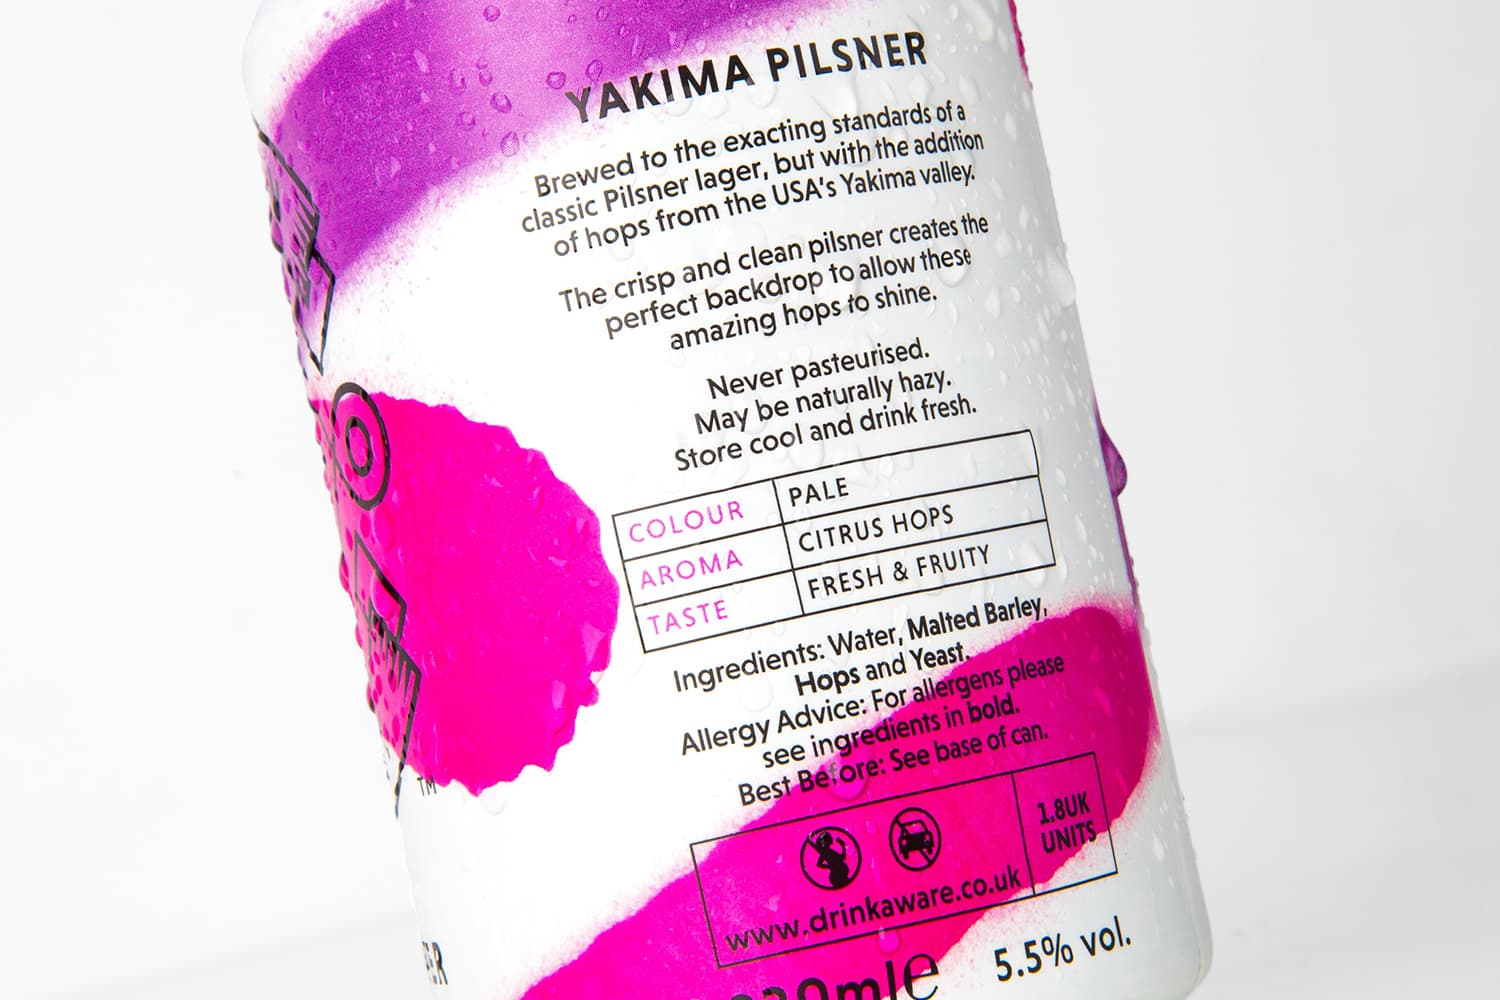 YAKIMA PILSNER
Brewed to the exacting standards of a
classic Pilsner lager, but with the addition
of hops from the USA's Yakima valley.
The crisp and clean pilsner creates the
perfect backdrop to allow these
amazing hops to shine.
Never pasteurised.
May be naturally hazy.
Store cool and drink fresh.
COLOUR PALE
AROMA CITRUS HOPS
TASTE FRESH & FRUITY
Ingredients: Water, Malted Barley,
Hops and Yeast.
Allergy Advice: For allergens please
see ingredients in bold.
Best Before: See base of can.
1.8UK
UNITS
www.drinkaware.co.uk
5.5% vol.
TM